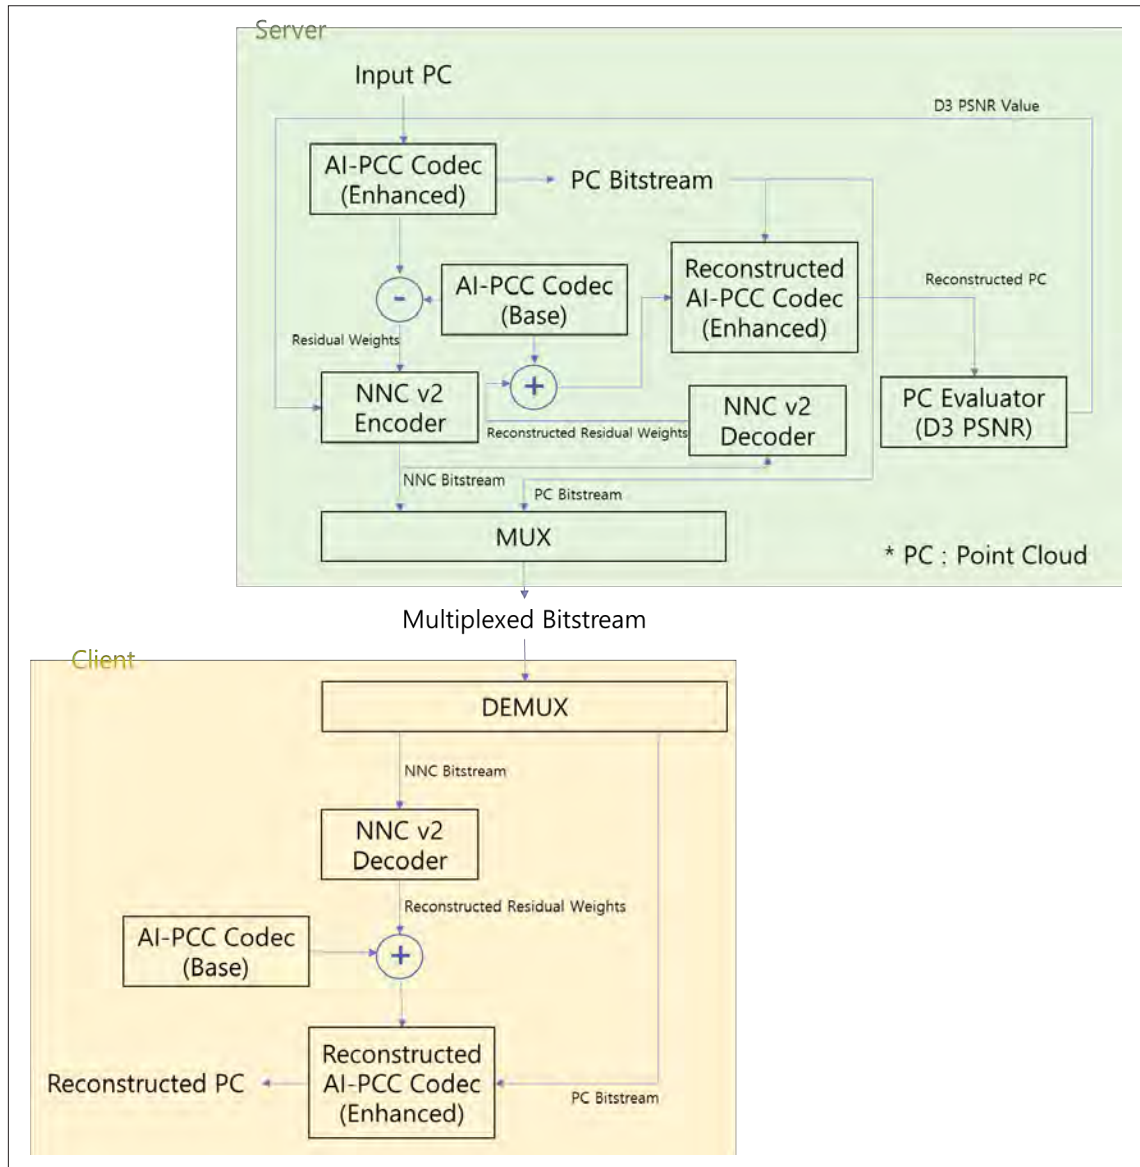 Server
Input PC
D3 PSNR Value
AI-PCC Codec
(Enhanced)
PC Bitstream
Reconstructed
AI-PCC Codec
(Enhanced)
Reconstructed PC
AI-PCC Codec
(Base)
-
Residual Weights
+
NNC v2
Encoder
Reconstructed Residual Weights
NNC v2
Decoder
PC Evaluator
(D3 PSNR)
NNC Bitstream
PC Bitstream
MUX
* PC : Point Cloud
Multiplexed Bitstream
Client
DEMUX
NNC Bitstream
NNC v2
Decoder
Reconstructed Residual Weights
AI-PCC Codec
(Base)
+
Reconstructed
AI-PCC Codec
(Enhanced)
Reconstructed PC
PC Bitstream